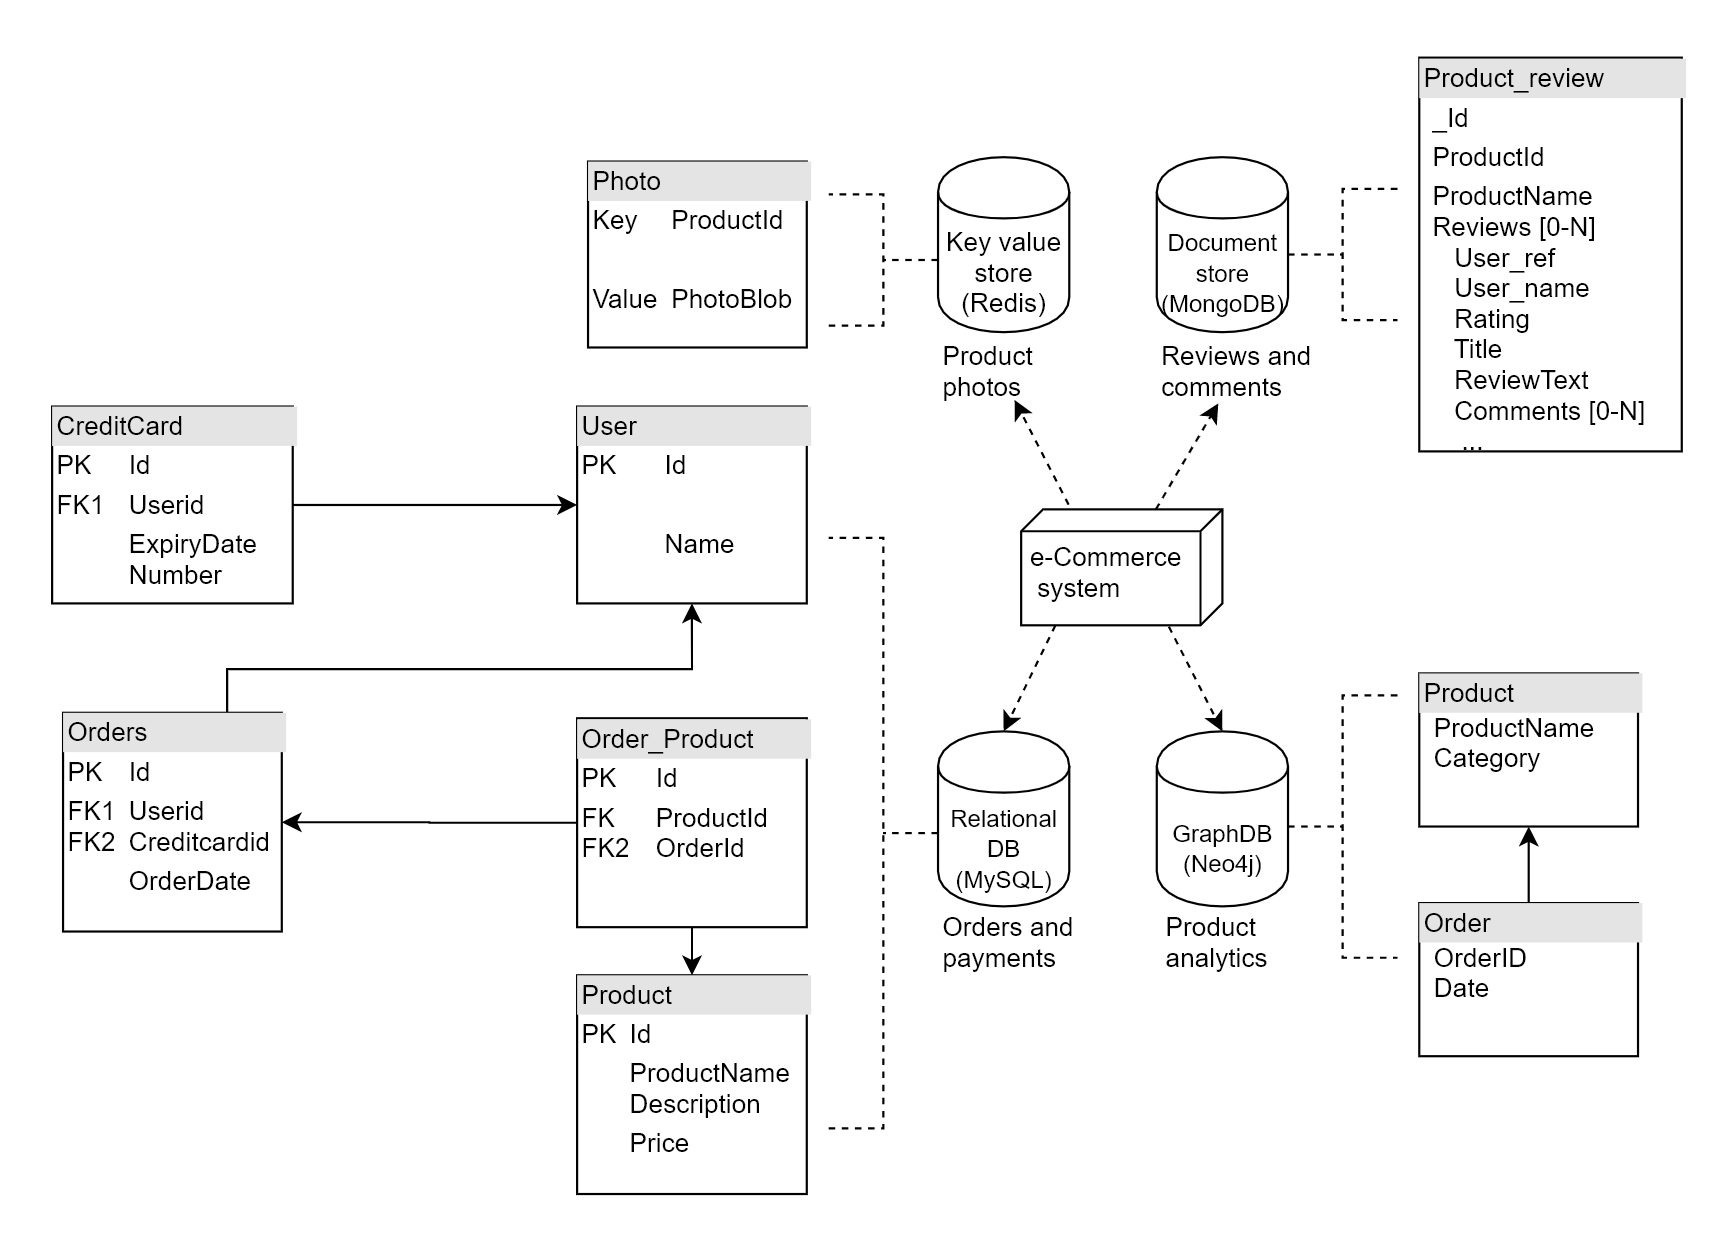 Product_review
_Id
ProductId
ProductName
Reviews [0-N]
User_ref
User_name
Rating
Title
ReviewText
Comments [0-N]
...
Photo
Key ProductId
Value PhotoBlob
Key value
store
(Redis)
Product
photos
Document
store
(MongoDB)
Reviews and
comments
CreditCard
PK Id
FK1 Userid
ExpiryDate
Number
User
PK Id
Name
e-Commerce
system
Orders
PK Id
FK1 Userid
FK2 Creditcardid
OrderDate
Order_Product
PK Id
FK ProductId
FK2 OrderId
Product
PK Id
ProductName
Description
Price
Relational
DB
(MySQL)
Orders and
payments
GraphDB
(Neo4j)
Product
analytics
Product
ProductName
Category
Order
OrderID
Date